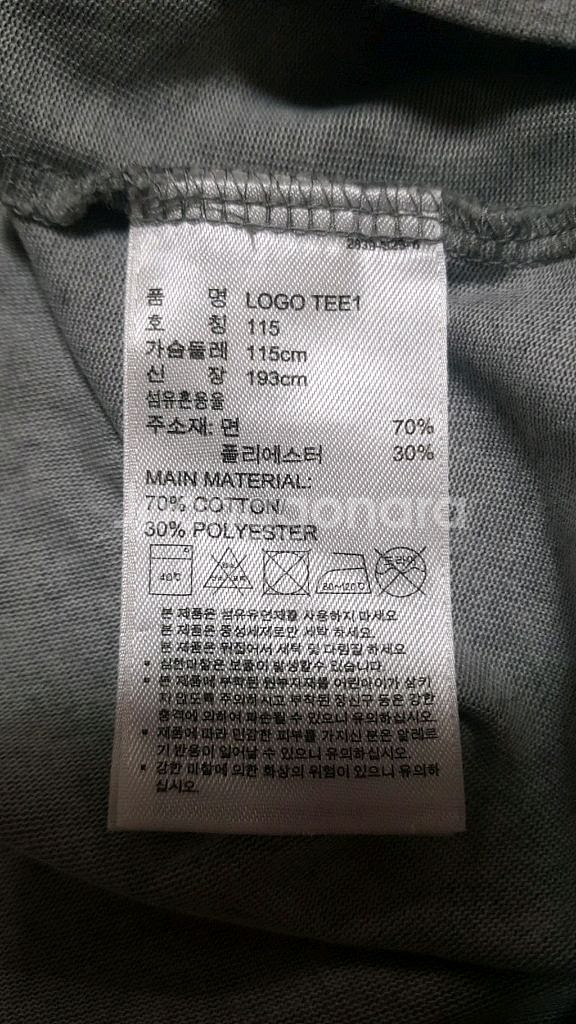 품 명 LOGO TEE1
호 칭 115
가슴둘레 115cm
신 장 193cm
섬유혼용율
주소재: 면 70%
폴리에스터 30%
MAIN MATERIAL:
70% COTTON/
30% POLYESTER
40℃ 80~120℃ 드라이
본 제품은 섬유유연제를 사용하지 마세요
본 제품은 중성세제로만 세탁 하세요.
본 제품은 뒤집어서 세탁 및 다림질 하세요
• 심한마찰은 보풀이 발생할수 있습니다.
• 본 제품에 부착된 원부자재를 어린아이가 삼키
지 않도록 주의하시고 부착된 장신구 등은 강한
충격에 의하여 파손될 수 있으니 유의하십시오.
• 제품에 따라 민감한 피부를 가지신 분은 알레르
기 반응이 일어날 수 있으니 유의하십시오.
• 강한 마찰에 의한 화상의 위험이 있으니 유의하
십시오.